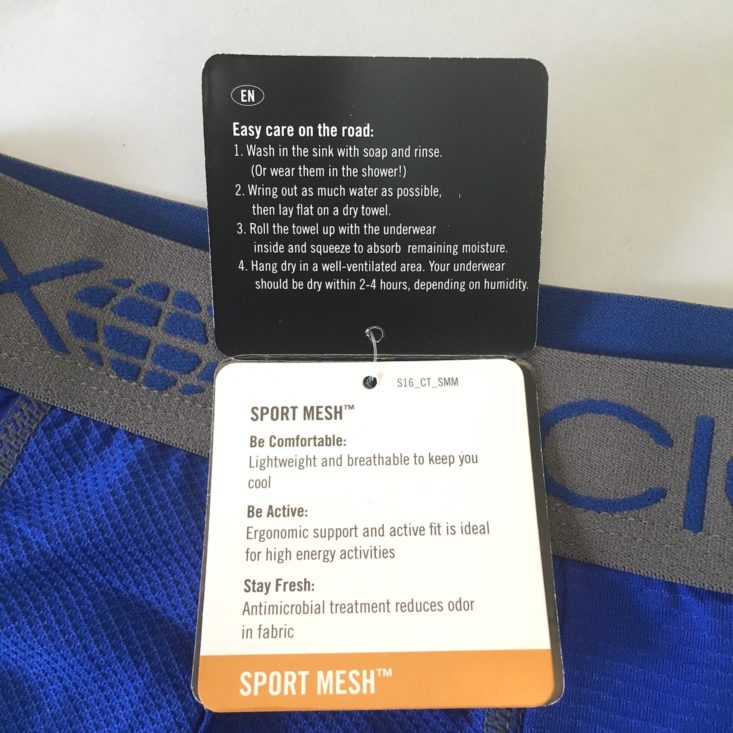 EN
Easy care on the road:
1. Wash in the sink with soap and rinse.
(Or wear them in the shower!)
2. Wring out as much water as possible,
then lay flat on a dry towel.
3. Roll the towel up with the underwear
inside and squeeze to absorb remaining moisture.
4. Hang dry in a well-ventilated area. Your underwear
should be dry within 2-4 hours, depending on humidity.
S16_CT_SMM
SPORT MESH™
Be Comfortable:
Lightweight and breathable to keep you
cool
Be Active:
Ergonomic support and active fit is ideal
for high energy activities
Stay Fresh:
Antimicrobial treatment reduces odor
in fabric
SPORT MESH™
X